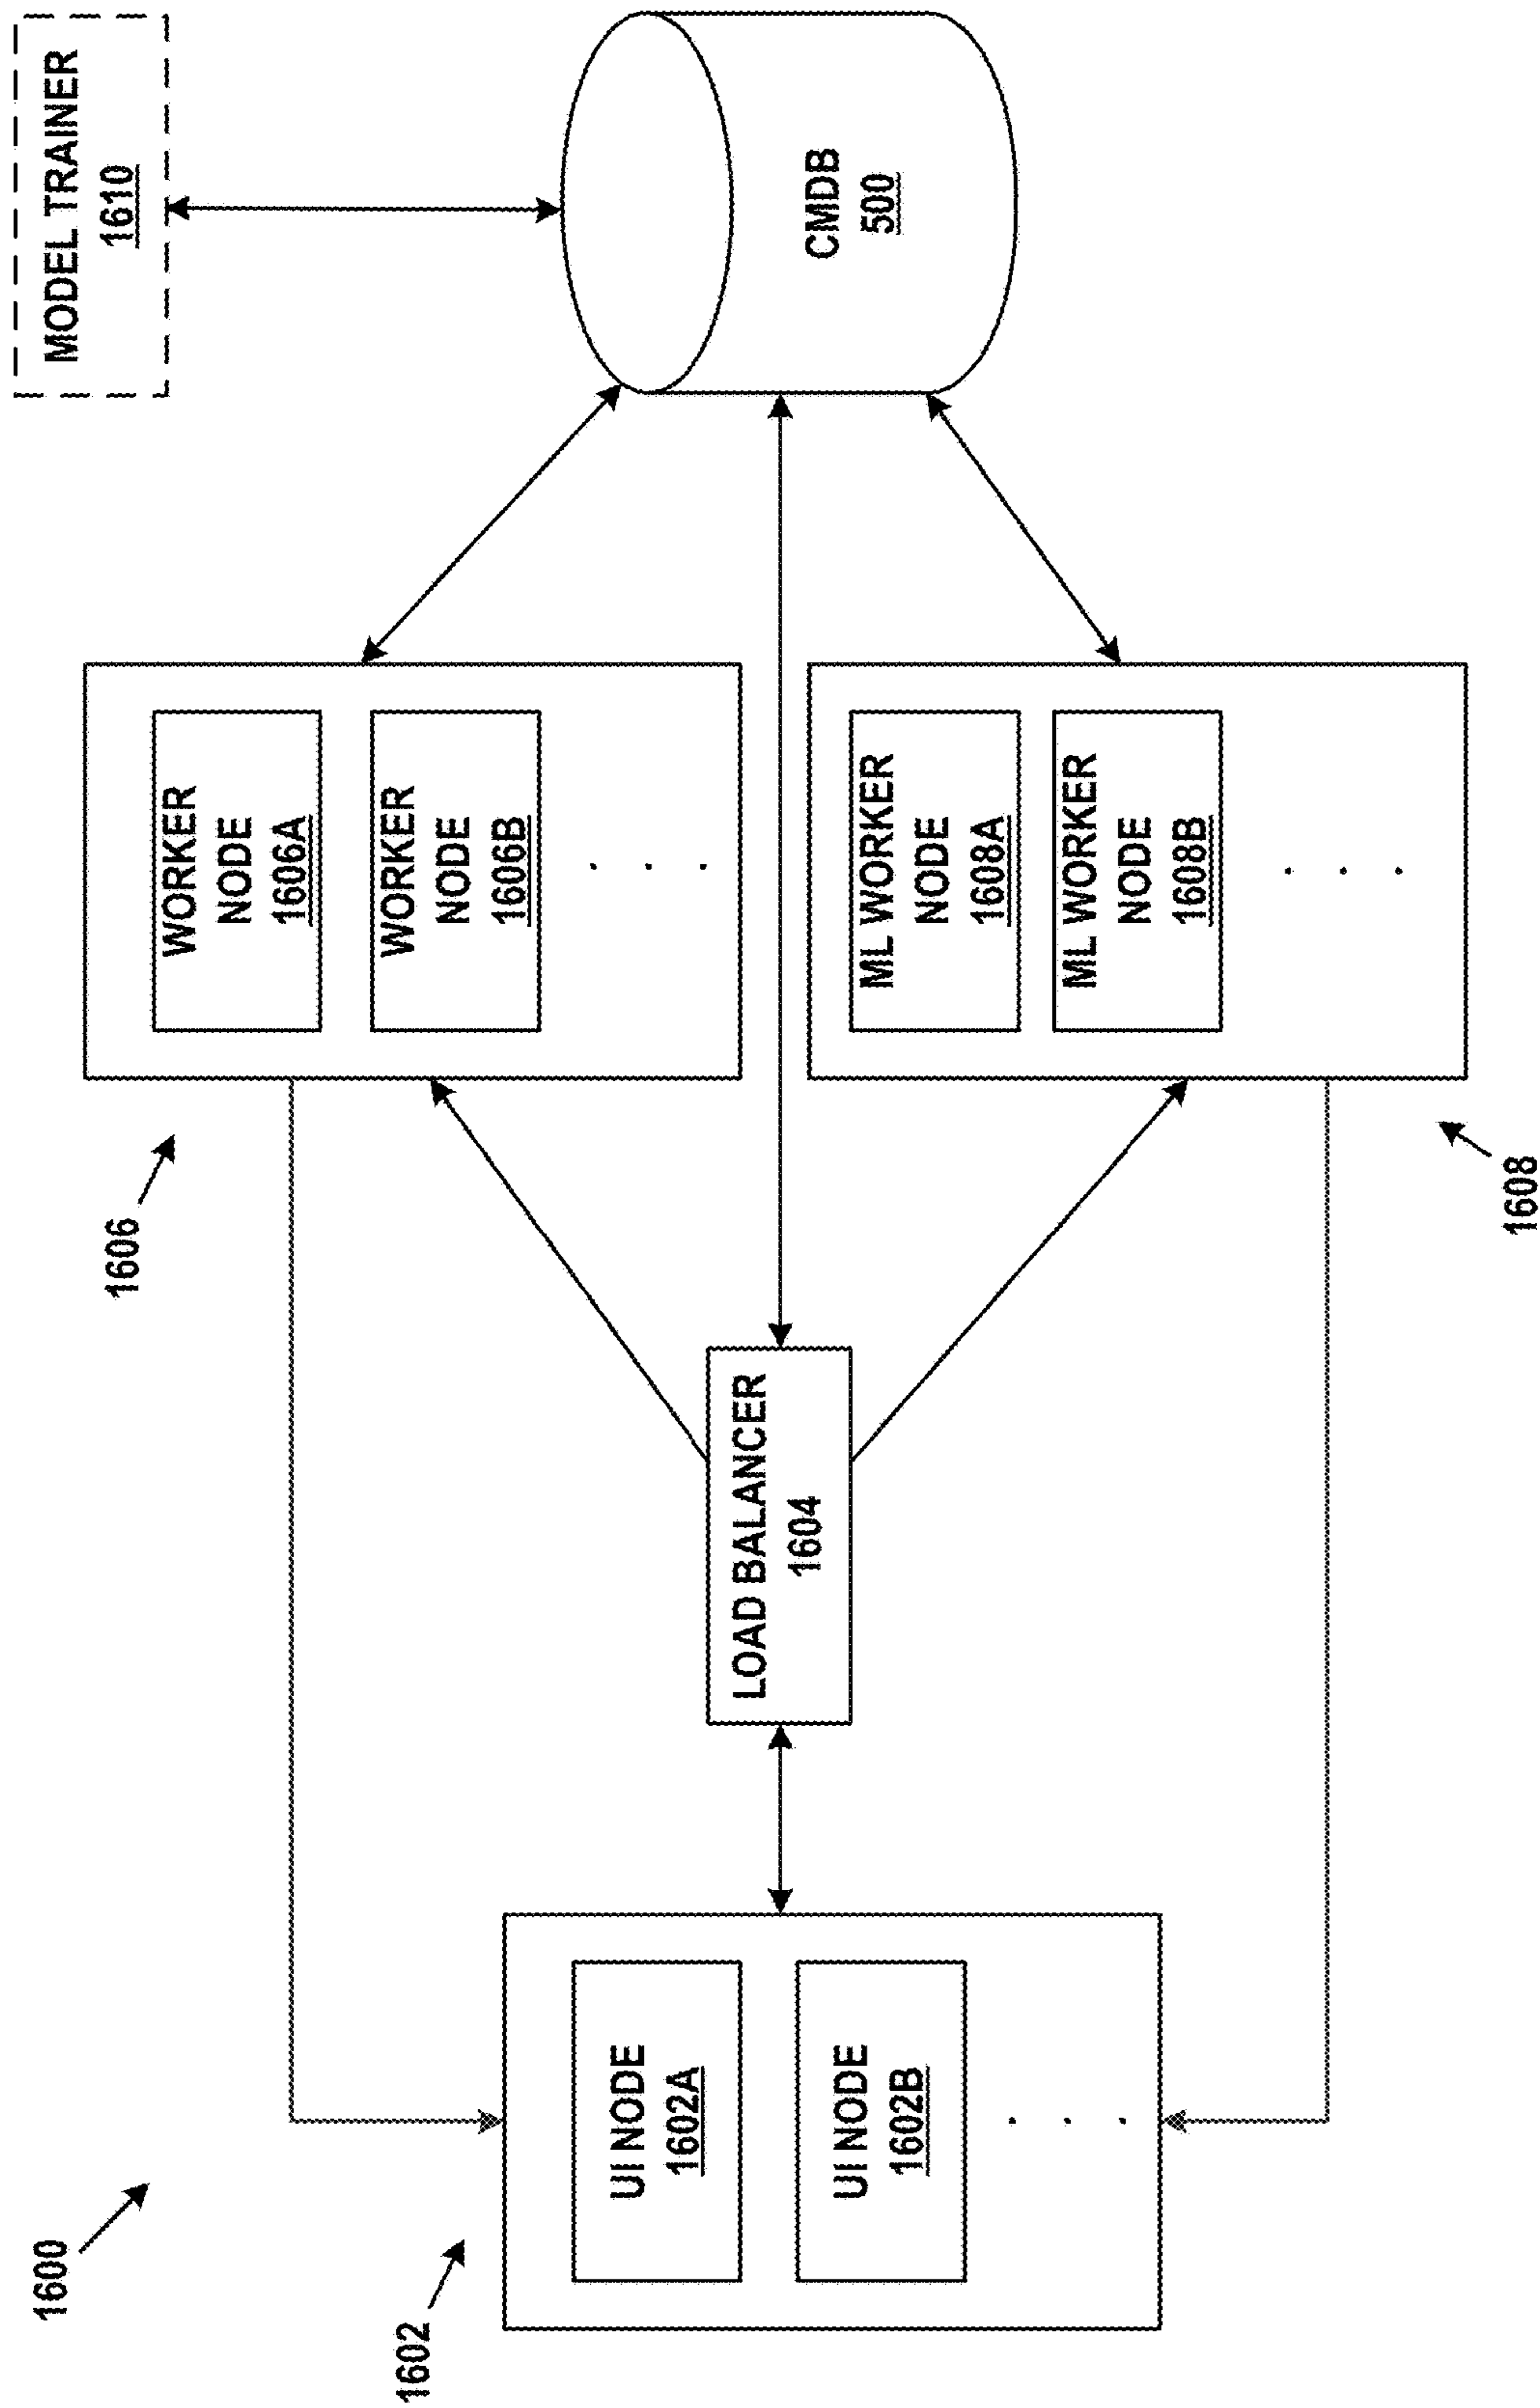 1600
1602
UI NODE
1602A
UI NODE
1602B
. . .
LOAD BALANCER
1604
1606
WORKER
NODE
1606A
WORKER
NODE
1606B
. . .
ML WORKER
NODE
1608A
ML WORKER
NODE
1608B
. . .
1608
MODEL TRAINER
1610
CMDB
500